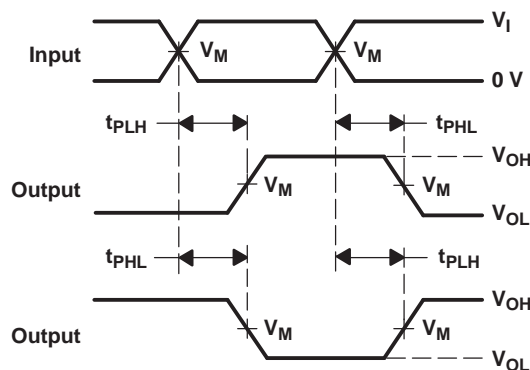 V_I
Input V_M V_M
0 V
t_PLH t_PHL
V_OH
Output V_M V_M
V_OL
t_PHL t_PLH
V_OH
Output V_M V_M
V_OL